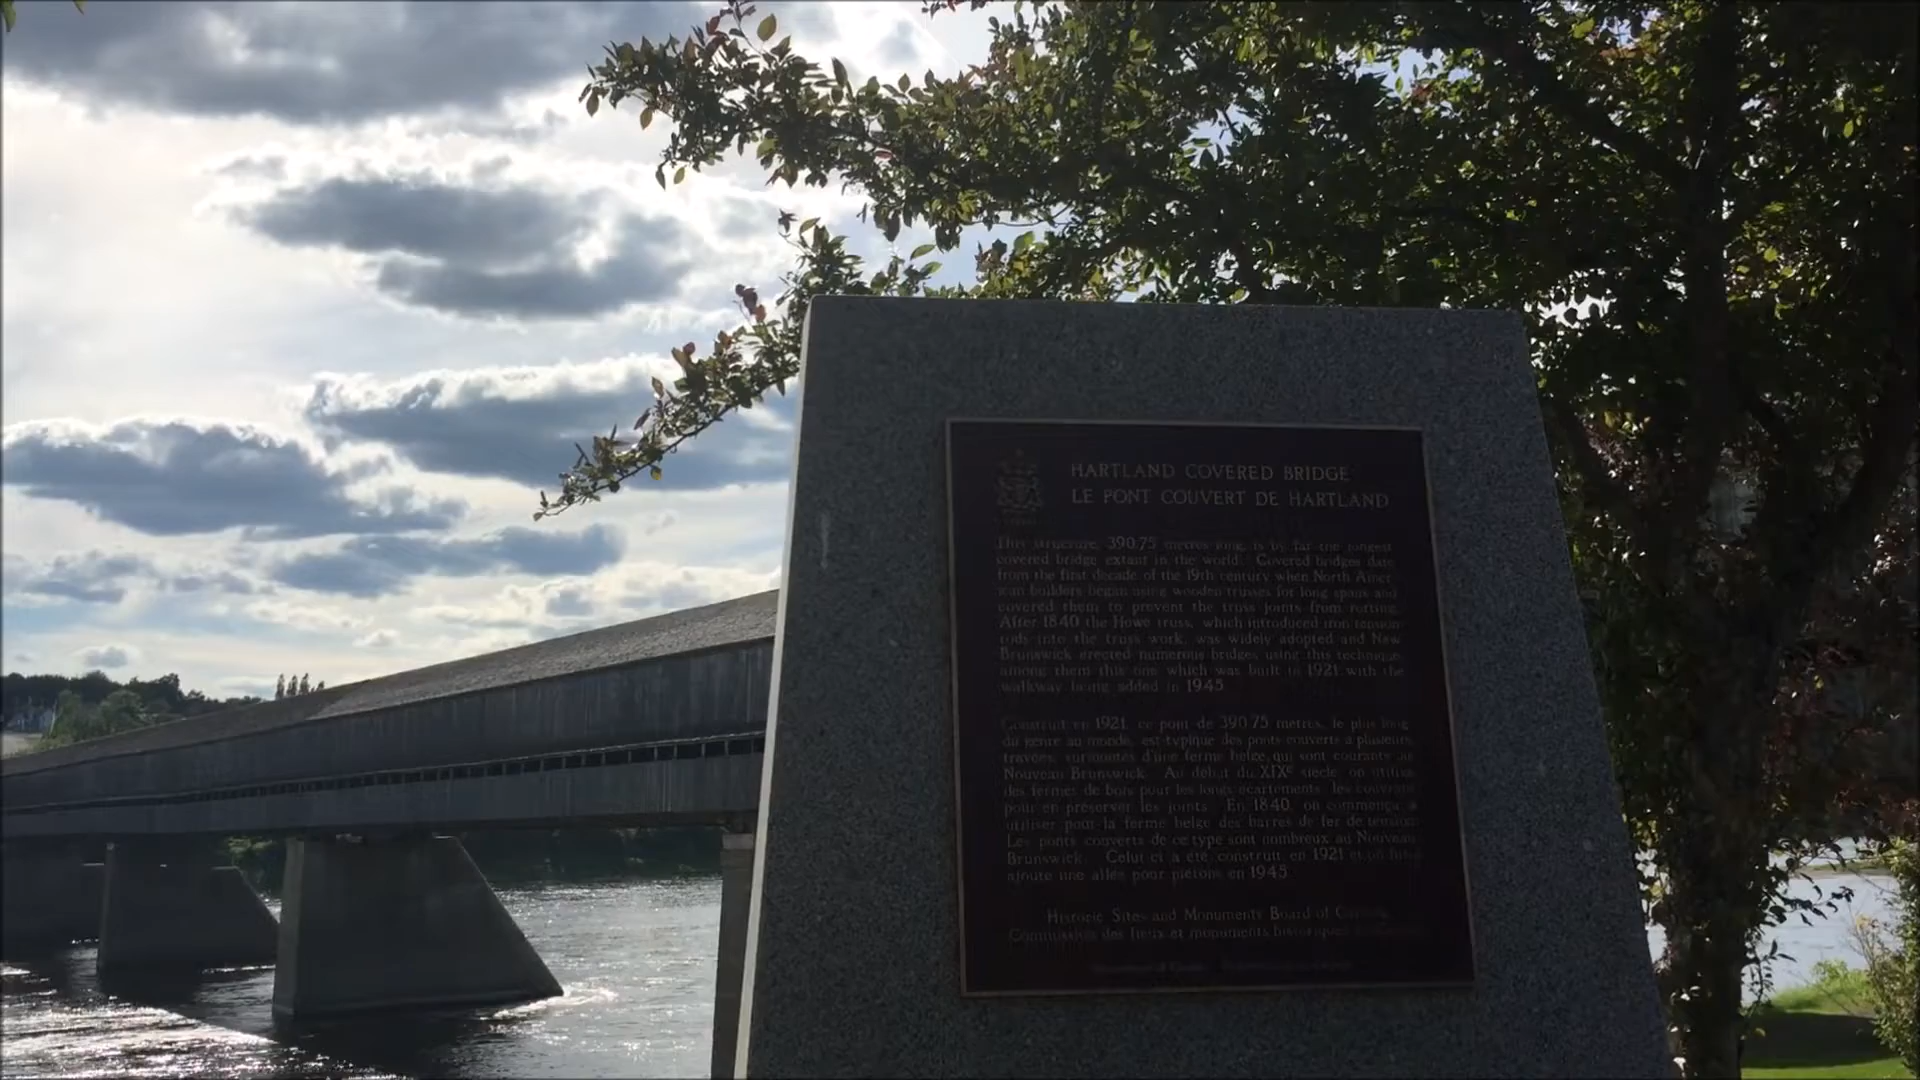 HARTLAND COVERED BRIDGE
LE PONT COUVERT DE HARTLAND
This structure, 390.75 metres long, is by far the longest
covered bridge extant in the world. Covered bridges date
from the first decade of the 19th century when North Amer-
ican builders began using wooden trusses for long spans and
covered them to prevent the truss joints from rotting.
After 1840 the Howe truss, which introduced iron tension
rods into the truss work, was widely adopted and New
Brunswick erected numerous bridges using this technique,
among them this one which was built in 1921 with the
walkway being added in 1945.
Construit en 1921, ce pont de 390.75 metres, le plus long
du genre au monde, est typique des ponts couverts à plusieurs
travées, surmontés d'une ferme belge, qui sont courants au
Nouveau Brunswick. Au début du XIXe siècle, on utilisa
des fermes de bois pour les longs écartements, les couvrant
pour en préserver les joints. En 1840, on commença à
utiliser pour la ferme belge des barres de fer de tension.
Les ponts couverts de ce type sont nombreux au Nouveau-
Brunswick. Celui ci a été construit en 1921 et on lui
ajouta une allée pour piétons en 1945.
Historic Sites and Monuments Board of Canada.
Commission des lieux et monuments historiques